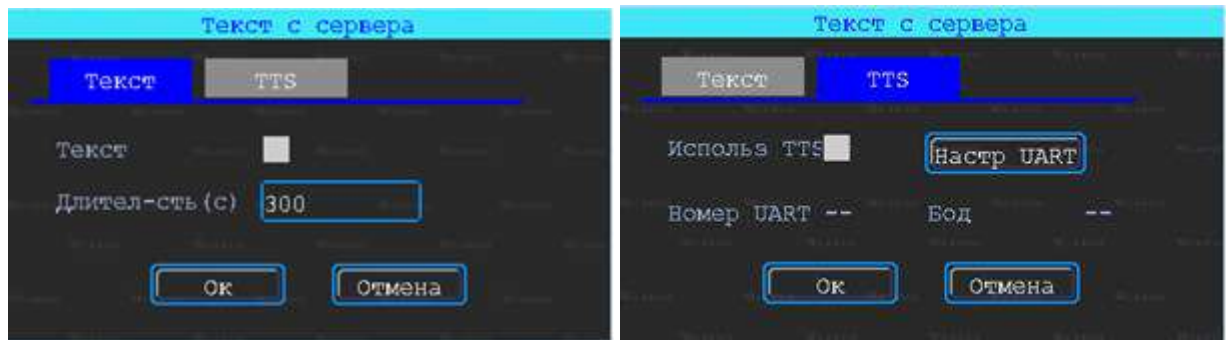 Текст с сервера
Текст TTS
Текст
Длител-сть(с) 300
Ок Отмена
Текст с сервера
Текст TTS
Использ TTS Настр UART
Номер UART -- Бод --
Ок Отмена